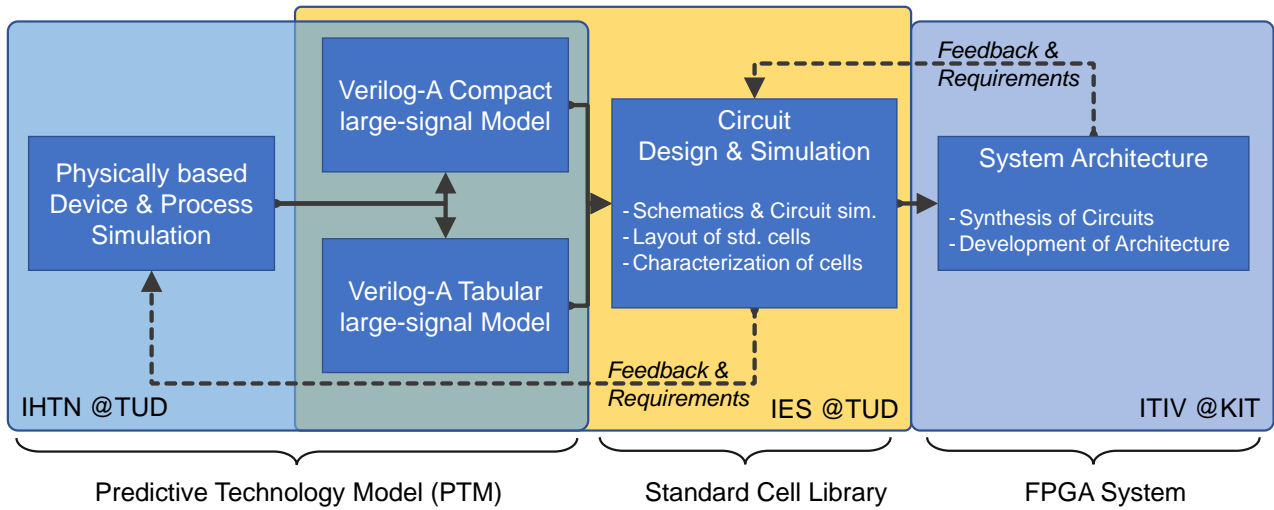 Feedback &
Requirements
Verilog-A Compact
large-signal Model
Circuit
Design & Simulation
- Schematics & Circuit sim.
- Layout of std. cells
- Characterization of cells
System Architecture
- Synthesis of Circuits
- Development of Architecture
Physically based
Device & Process
Simulation
Verilog-A Tabular
large-signal Model
Feedback &
Requirements
IHTN @TUD
IES @TUD
ITIV @KIT
Predictive Technology Model (PTM)
Standard Cell Library
FPGA System